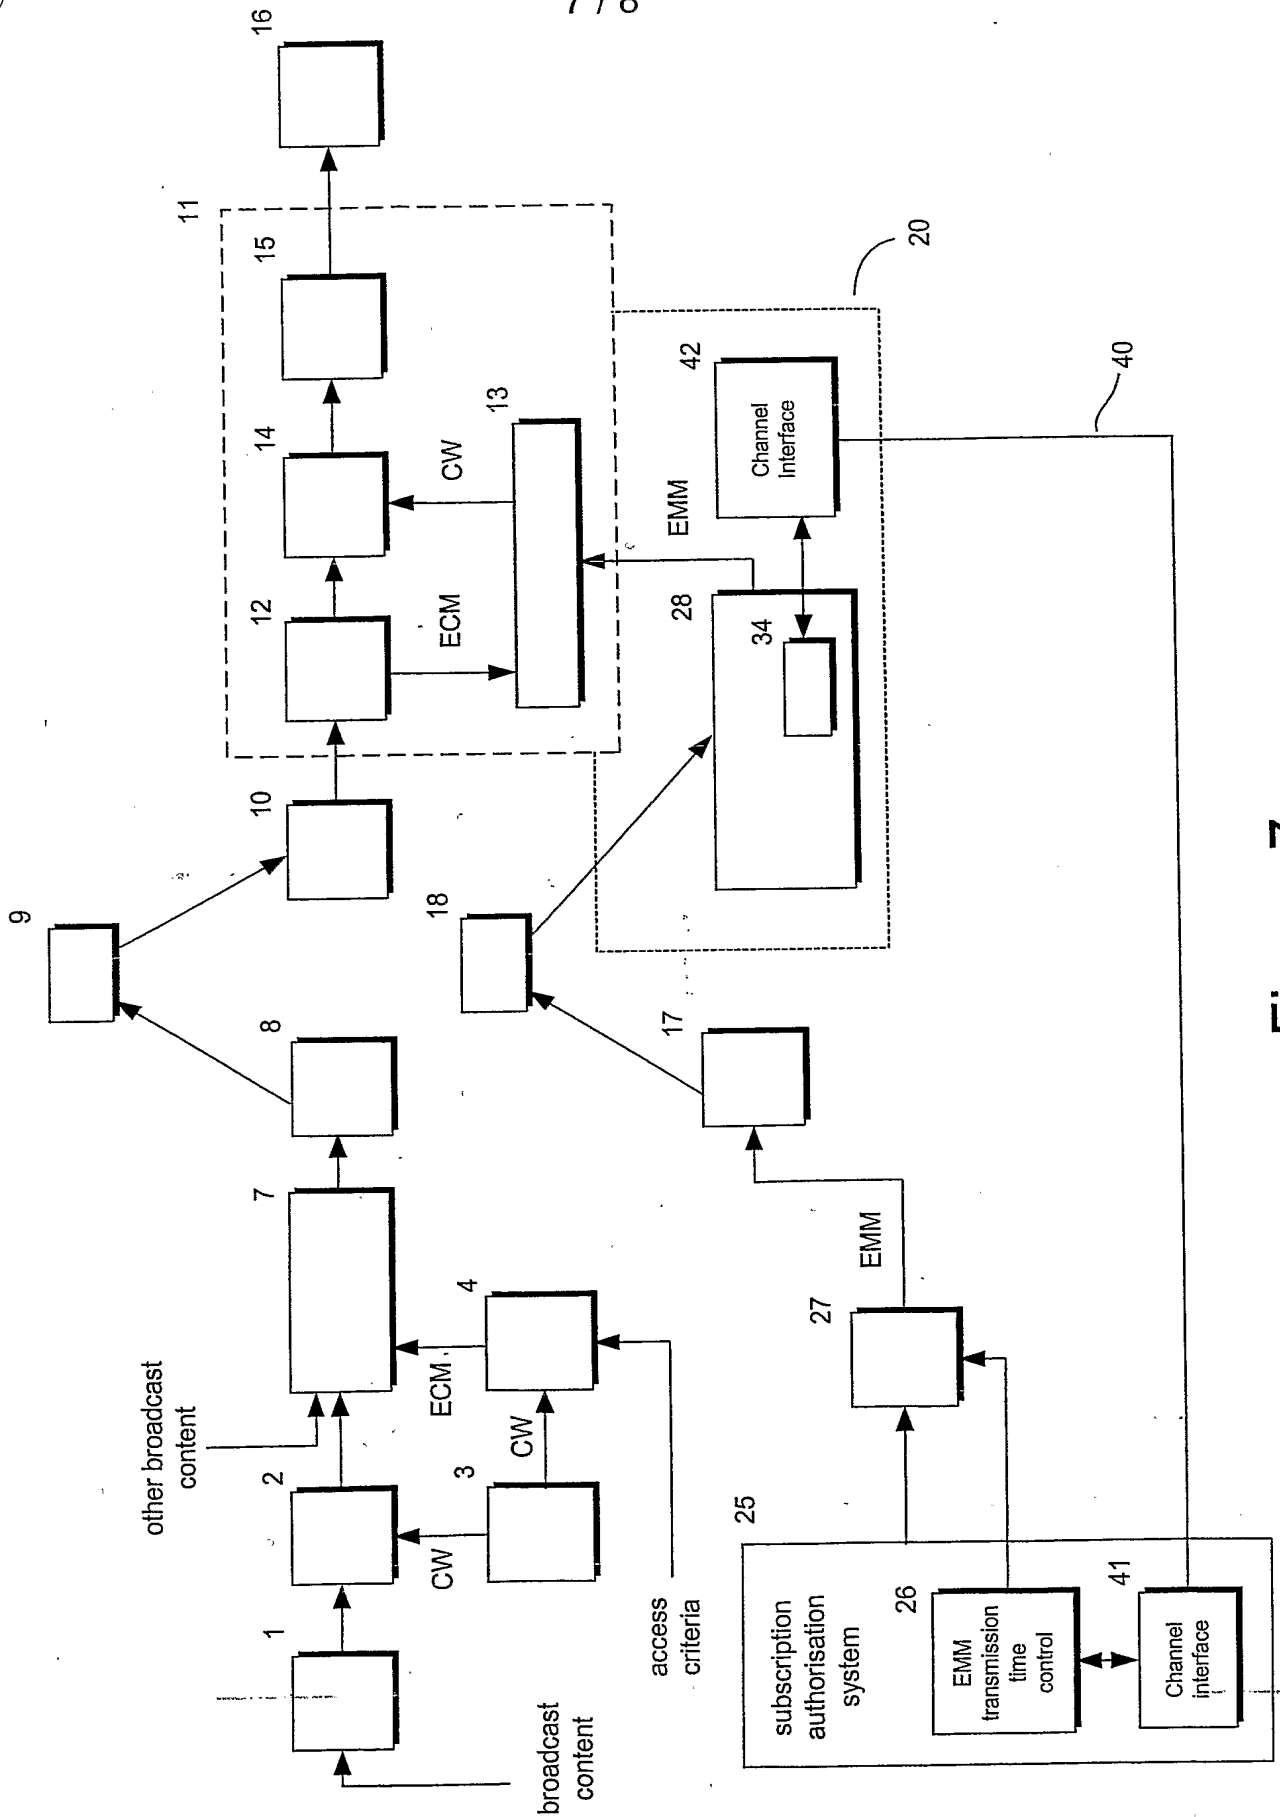 9
other broadcast
content
11
1
2
7
8
10
12
14
15
16
CW
ECM
ECM
CW
3
4
18
13
CW
broadcast
content
access
criteria
17
EMM
28
42
25
34
Channel
Interface
subscription
authorisation
system
27
EMM
20
26
EMM
transmission
time
control
41
40
Channel
interface